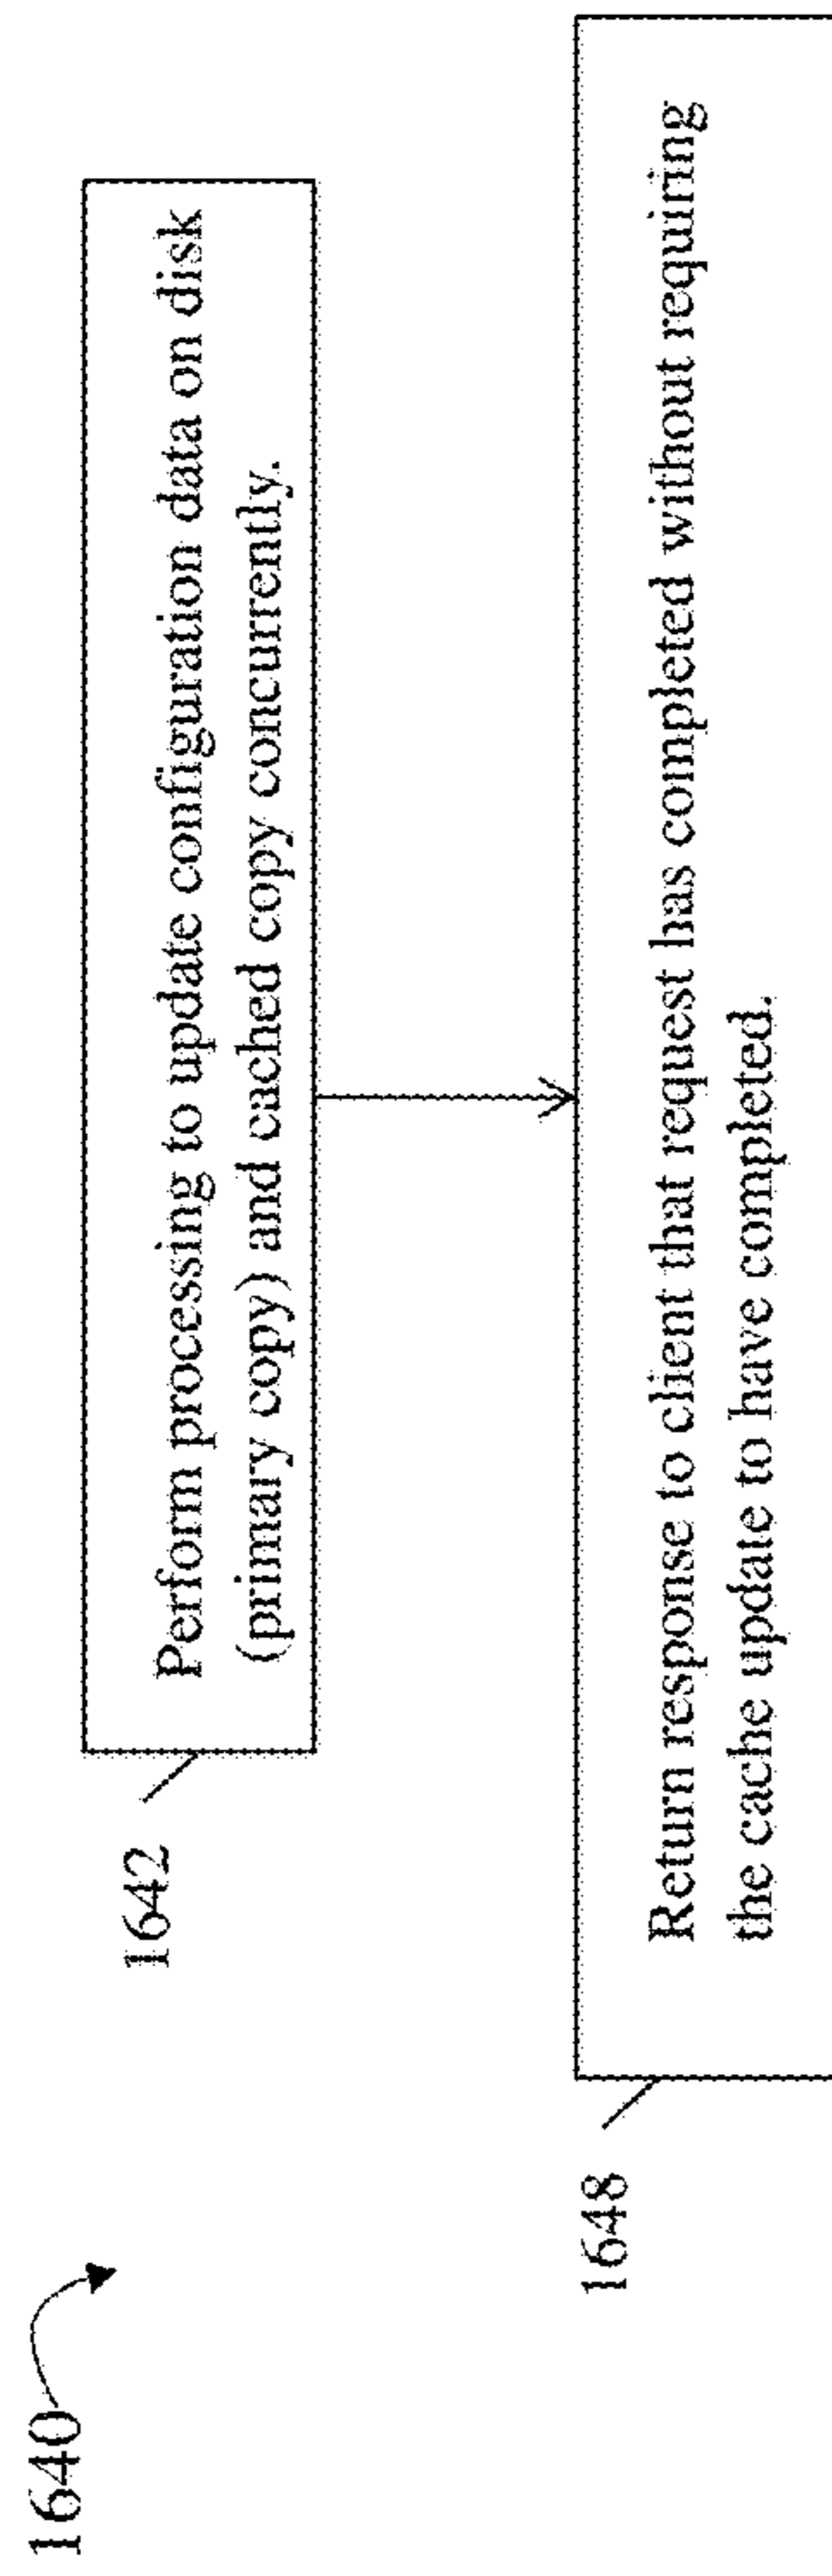 1640
1642
Perform processing to update configuration data on disk
(primary copy) and cached copy concurrently.
1648
Return response to client that request has completed without requiring
the cache update to have completed.